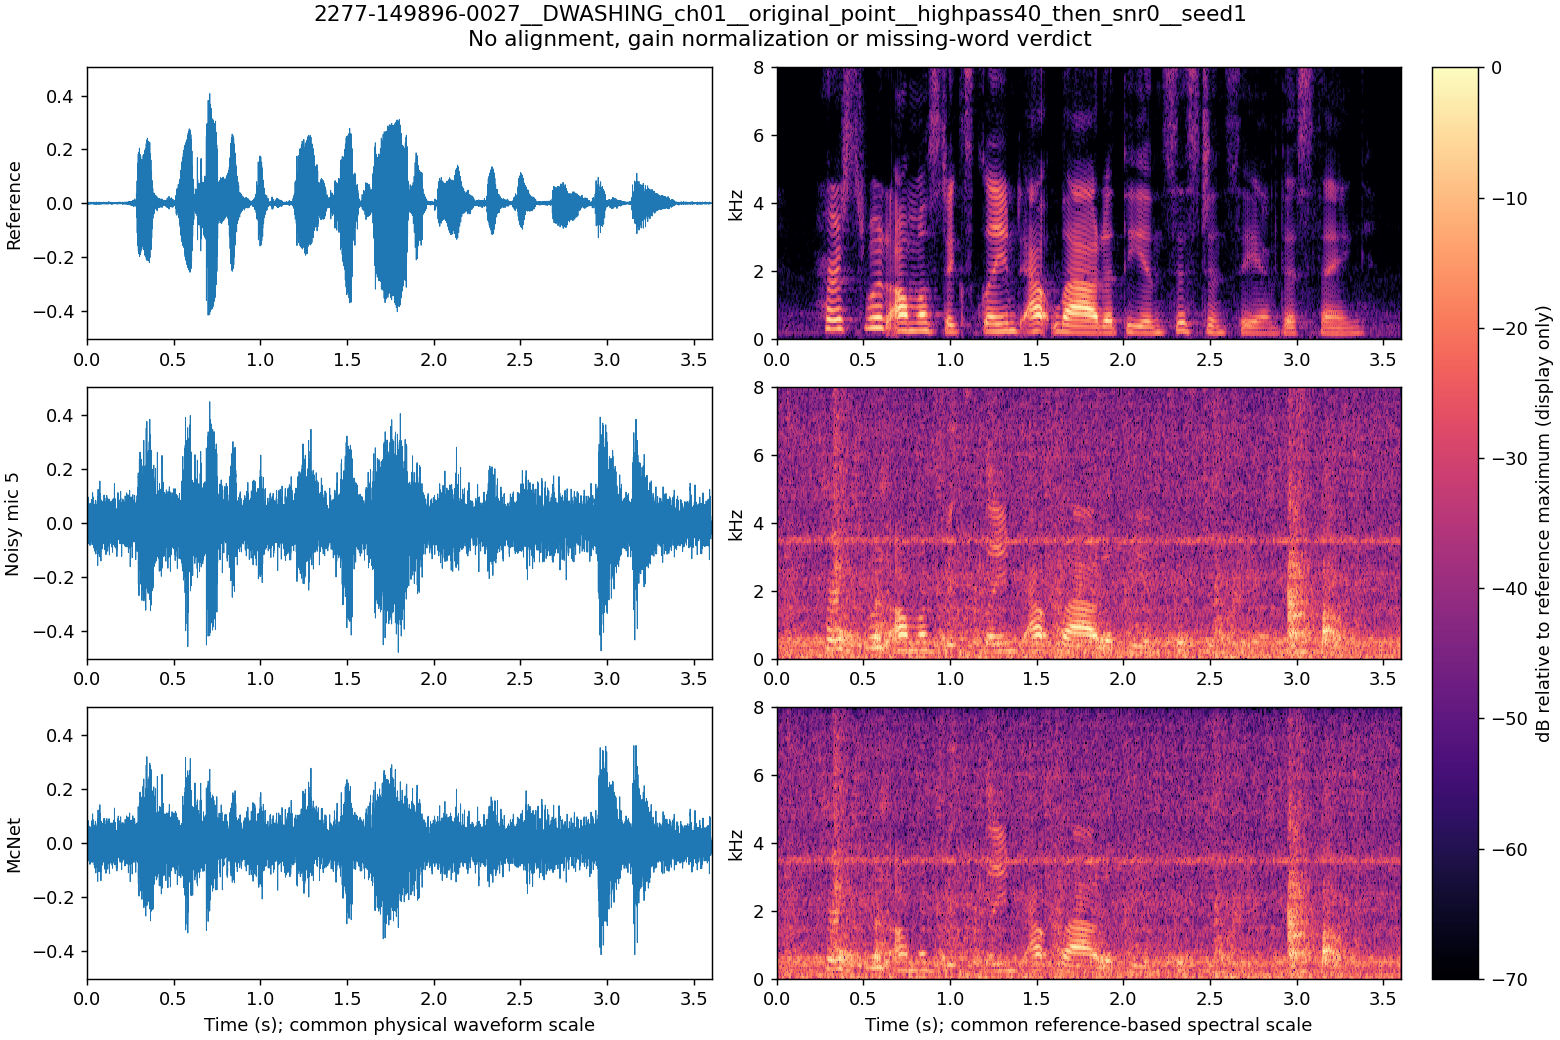 2277-149896-0027__DWASHING_ch01__original_point__highpass40_then_snr0__seed1
No alignment, gain normalization or missing-word verdict
Reference
0.4
0.2
0.0
−0.2
−0.4
0.0 0.5 1.0 1.5 2.0 2.5 3.0 3.5
kHz
8
6
4
2
0
0.0 0.5 1.0 1.5 2.0 2.5 3.0 3.5
Noisy mic 5
0.4
0.2
0.0
−0.2
−0.4
0.0 0.5 1.0 1.5 2.0 2.5 3.0 3.5
kHz
8
6
4
2
0
0.0 0.5 1.0 1.5 2.0 2.5 3.0 3.5
McNet
0.4
0.2
0.0
−0.2
−0.4
0.0 0.5 1.0 1.5 2.0 2.5 3.0 3.5
Time (s); common physical waveform scale
kHz
8
6
4
2
0
0.0 0.5 1.0 1.5 2.0 2.5 3.0 3.5
Time (s); common reference-based spectral scale
0
−10
−20
−30
−40
−50
−60
−70
dB relative to reference maximum (display only)